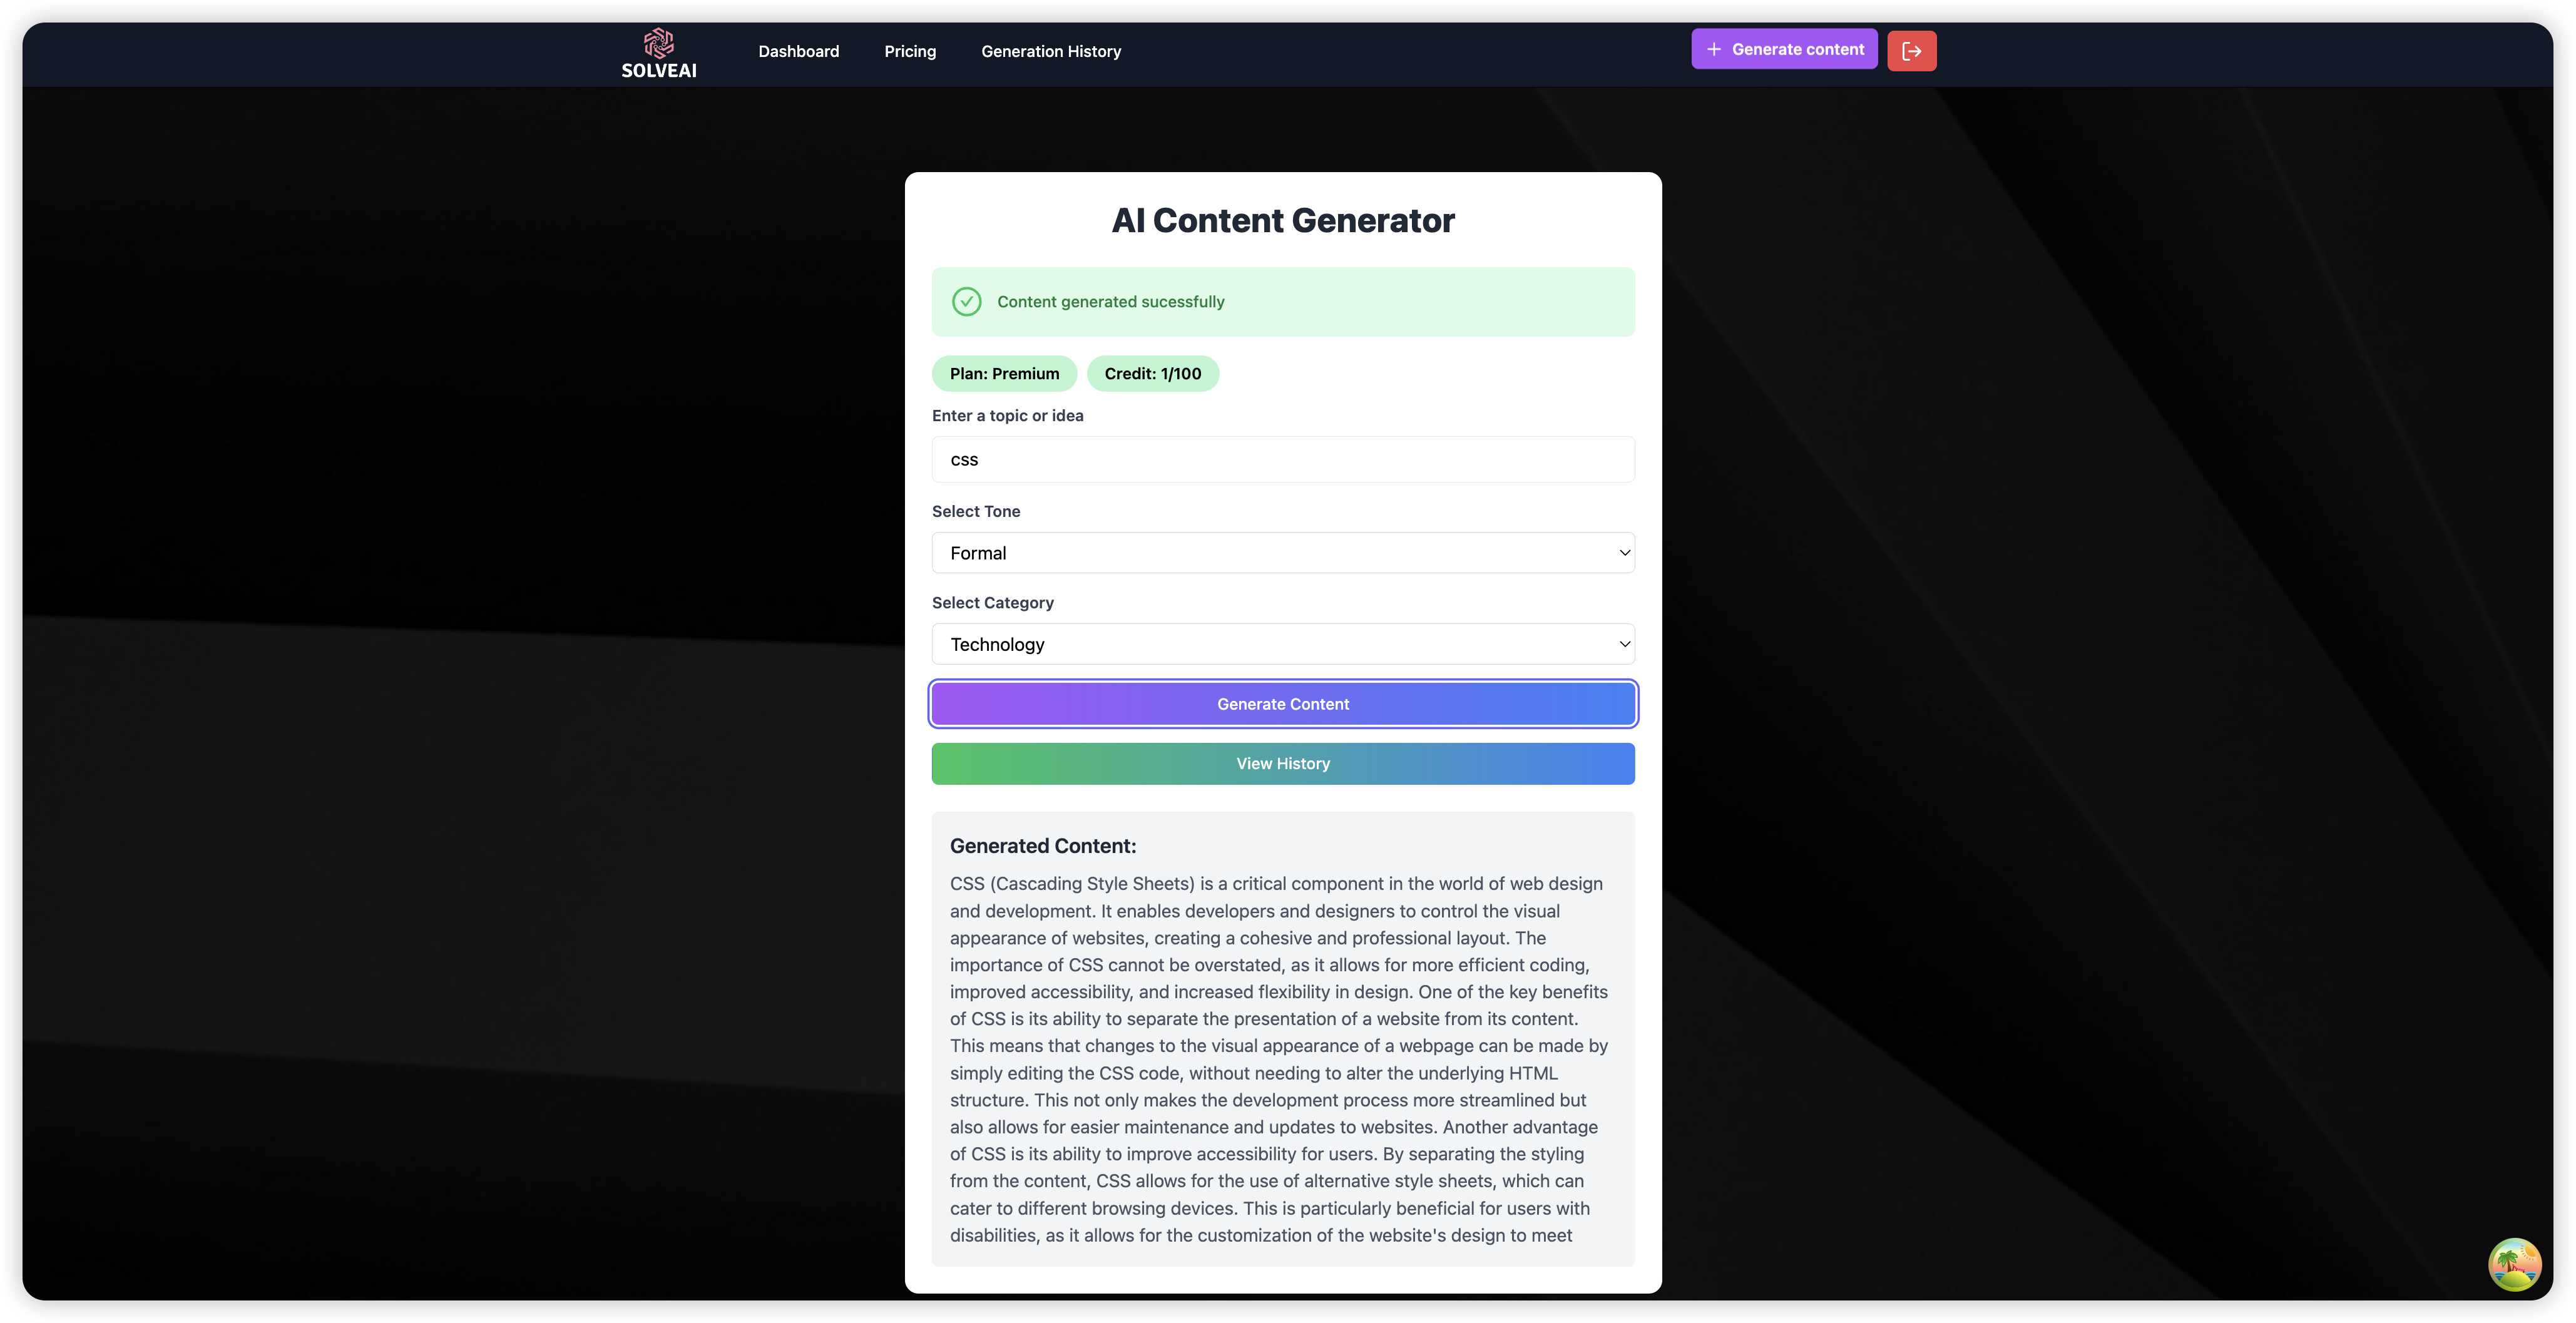 SOLVEAI
Dashboard
Pricing
Generation History
Generate content
AI Content Generator
Content generated sucessfully
Plan: Premium
Credit: 1/100
Enter a topic or idea
css
Select Tone
Formal
Select Category
Technology
Generate Content
View History
Generated Content:
CSS (Cascading Style Sheets) is a critical component in the world of web design
and development. It enables developers and designers to control the visual
appearance of websites, creating a cohesive and professional layout. The
importance of CSS cannot be overstated, as it allows for more efficient coding,
improved accessibility, and increased flexibility in design. One of the key benefits
of CSS is its ability to separate the presentation of a website from its content.
This means that changes to the visual appearance of a webpage can be made by
simply editing the CSS code, without needing to alter the underlying HTML
structure. This not only makes the development process more streamlined but
also allows for easier maintenance and updates to websites. Another advantage
of CSS is its ability to improve accessibility for users. By separating the styling
from the content, CSS allows for the use of alternative style sheets, which can
cater to different browsing devices. This is particularly beneficial for users with
disabilities, as it allows for the customization of the website's design to meet